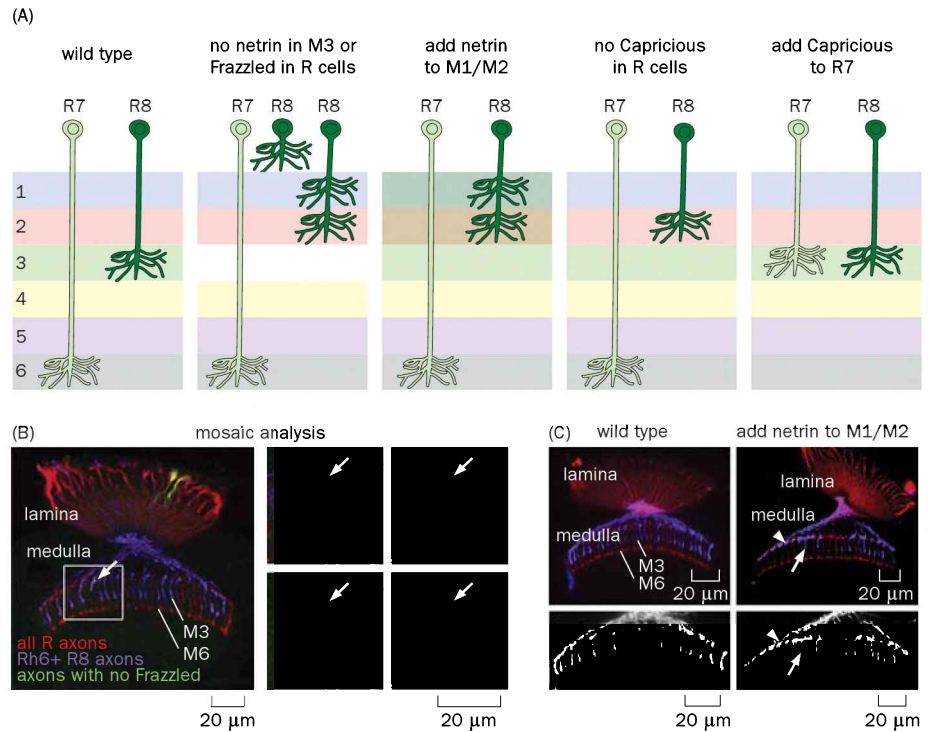 (A)
wild type
no netrin in M3 or
Frazzled in R cells
add netrin
to M1/M2
no Capricious
in R cells
add Capricious
to R7
R7 R8
R7 R8 R8
R7 R8
R7 R8
R7 R8
1
2
3
4
5
6
(B)
mosaic analysis
lamina
medulla
M3
M6
all R axons
Rh6+ R8 axons
axons with no Frazzled
20 μm
20 μm
(C)
wild type
add netrin to M1/M2
lamina
medulla
M3
M6
20 μm
lamina
medulla
20 μm
20 μm
20 μm